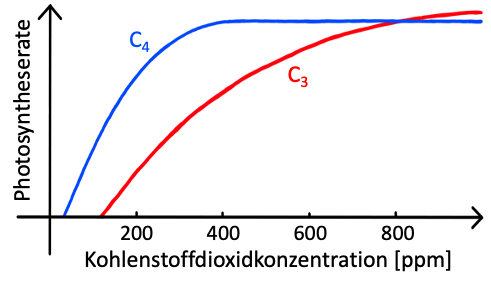 Photosyntheserate
C4
C3
200 400 600 800
Kohlenstoffdioxidkonzentration [ppm]